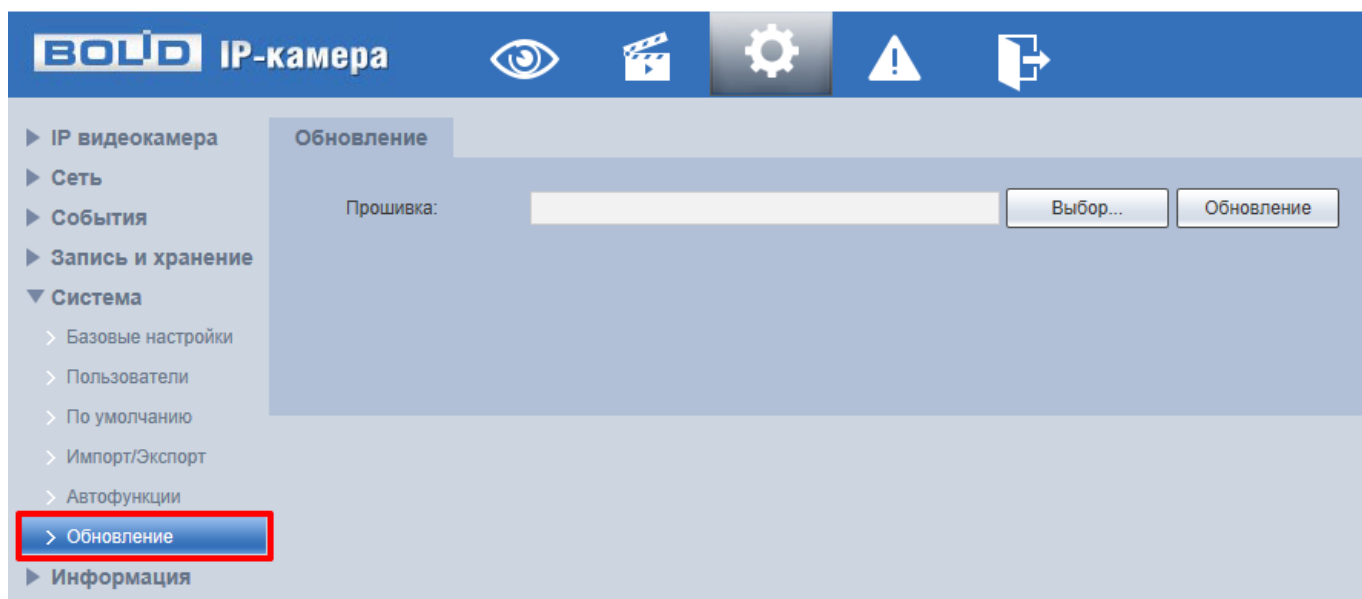 BOLID IP-камера
IP видеокамера
Сеть
События
Запись и хранение
Система
Базовые настройки
Пользователи
По умолчанию
Импорт/Экспорт
Автофункции
Обновление
Информация
Обновление
Прошивка: Выбор... Обновление